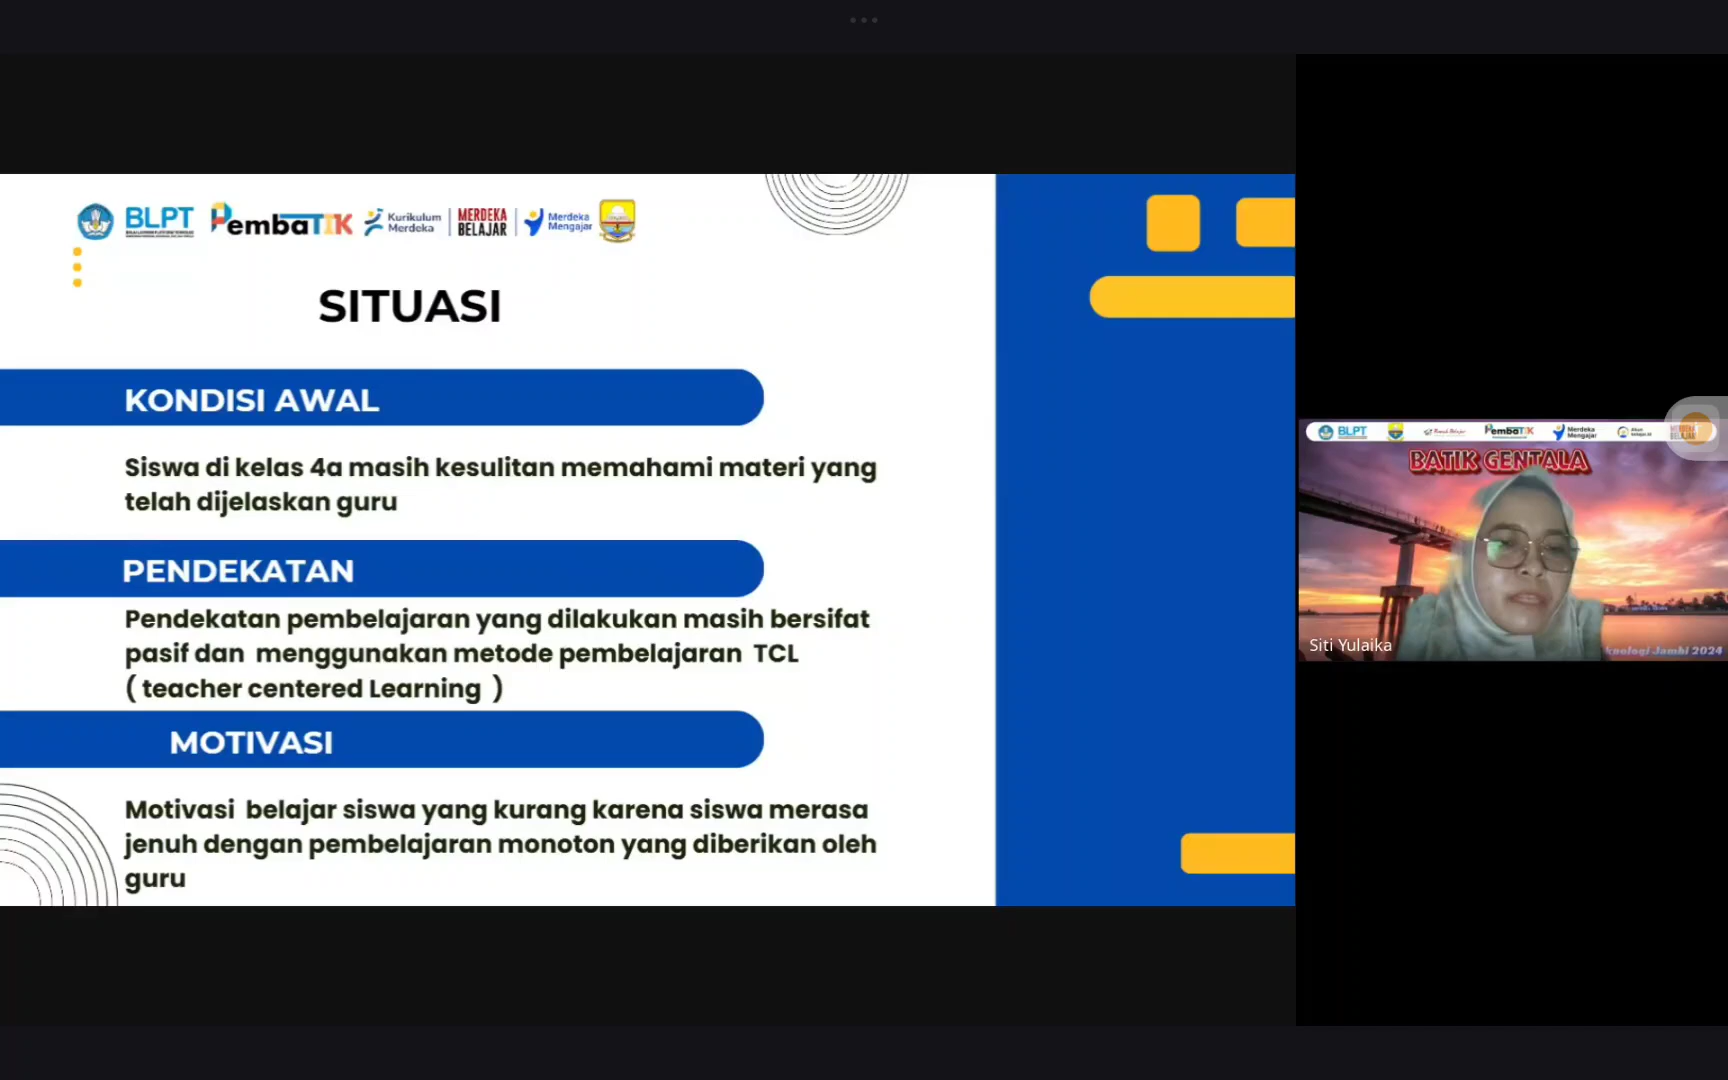 BLPT
PembaTIK
Kurikulum
Merdeka
MERDEKA
BELAJAR
Merdeka
Mengajar
SITUASI
KONDISI AWAL
Siswa di kelas 4a masih kesulitan memahami materi yang
telah dijelaskan guru
PENDEKATAN
Pendekatan pembelajaran yang dilakukan masih bersifat
pasif dan menggunakan metode pembelajaran TCL
( teacher centered Learning )
MOTIVASI
Motivasi belajar siswa yang kurang karena siswa merasa
jenuh dengan pembelajaran monoton yang diberikan oleh
guru
BLPT
PembaTIK
Merdeka
Mengajar
BATIK GENTALA
Siti Yulaika
knologi Jambi 2024